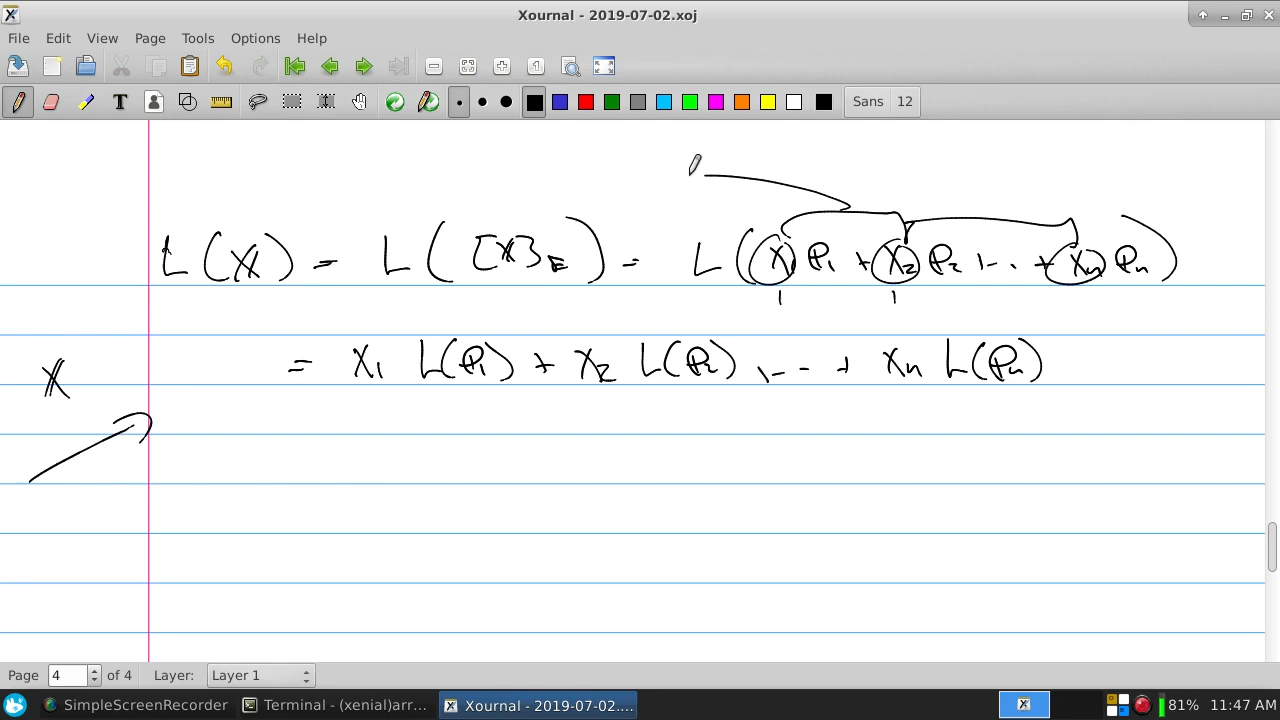 Xournal - 2019-07-02.xoj
File Edit View Page Tools Options Help
Sans 12
L(X) = L([X]E) = L(x1 e1 + x2 e2 + ... + xn en)
= x1 L(e1) + x2 L(e2) + ... + xn L(en)
X
Page 4 of 4 Layer: Layer 1
SimpleScreenRecorder Terminal - (xenial)arr... Xournal - 2019-07-02.... 81% 11:47 AM